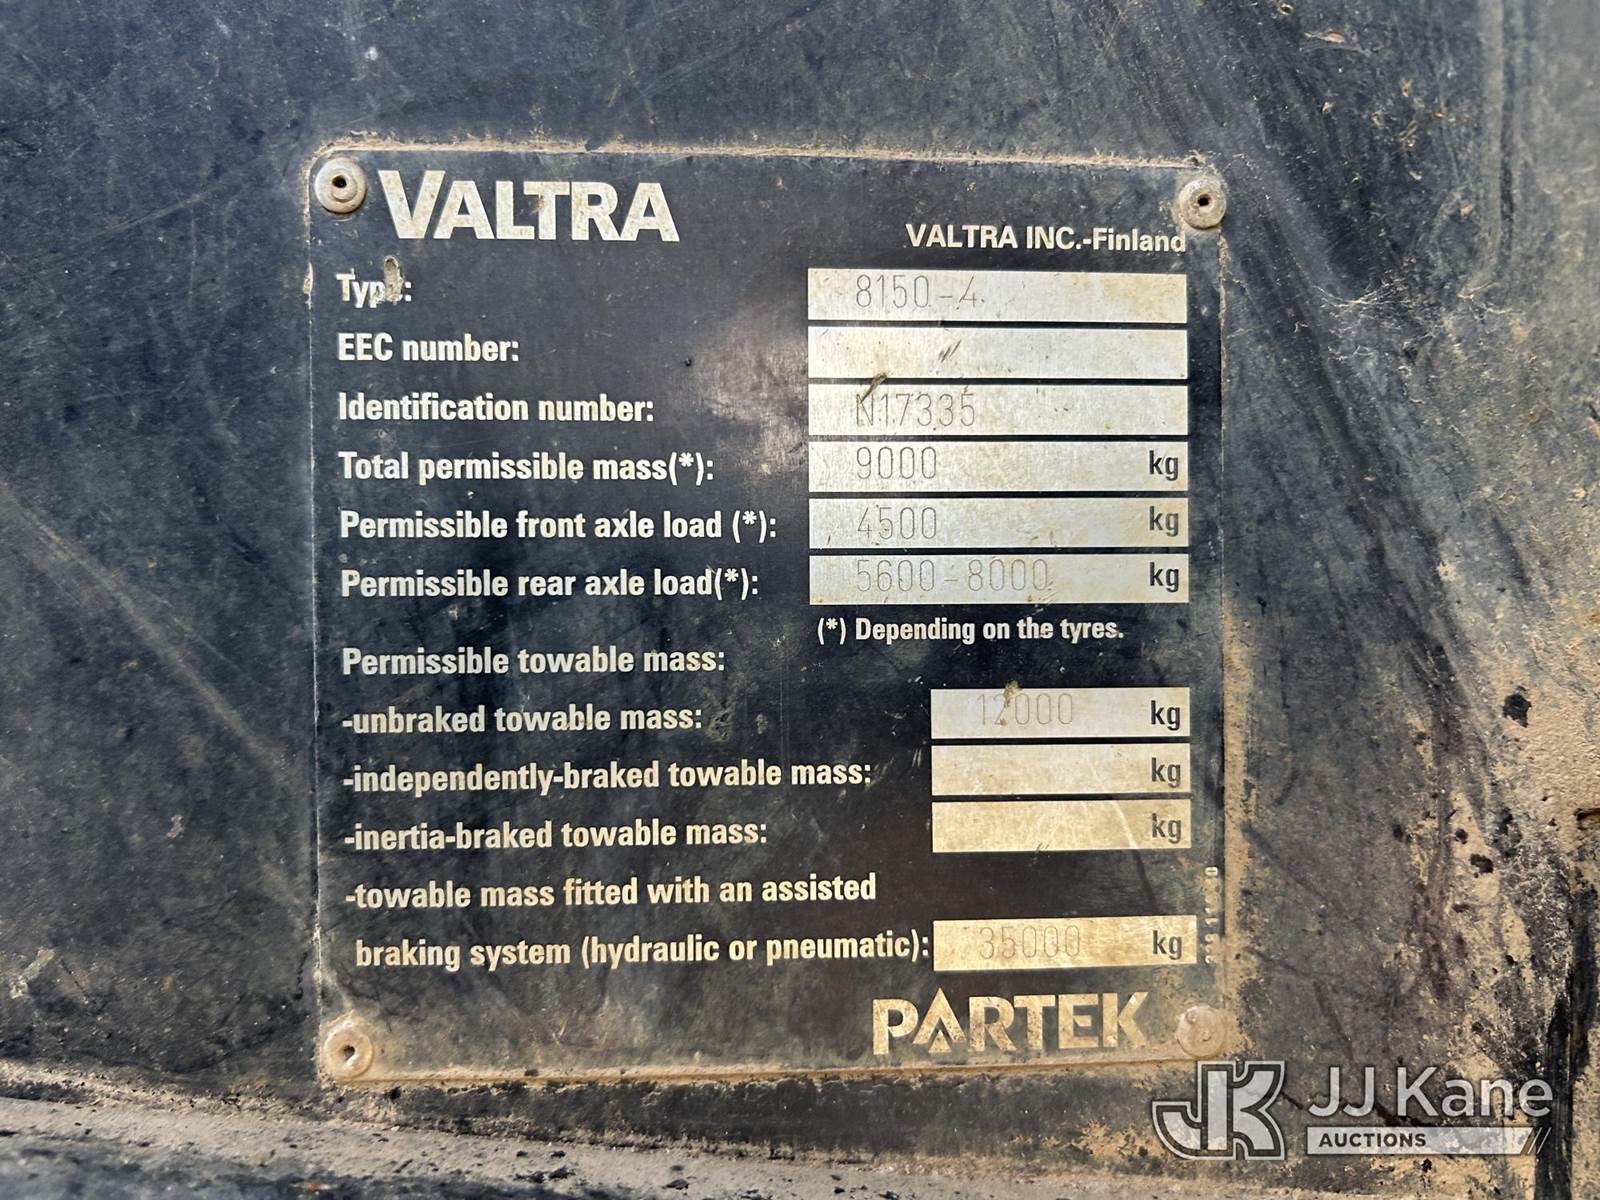 VALTRA
VALTRA INC.-Finland
Type: 8150-4
EEC number:
Identification number: N17335
Total permissible mass(*): 9000 kg
Permissible front axle load (*): 4500 kg
Permissible rear axle load(*): 5600-8000 kg
(*) Depending on the tyres.
Permissible towable mass:
-unbraked towable mass: 12000 kg
-independently-braked towable mass: kg
-inertia-braked towable mass: kg
-towable mass fitted with an assisted
braking system (hydraulic or pneumatic): 35000 kg
PARTEK
JK JJ Kane
AUCTIONS